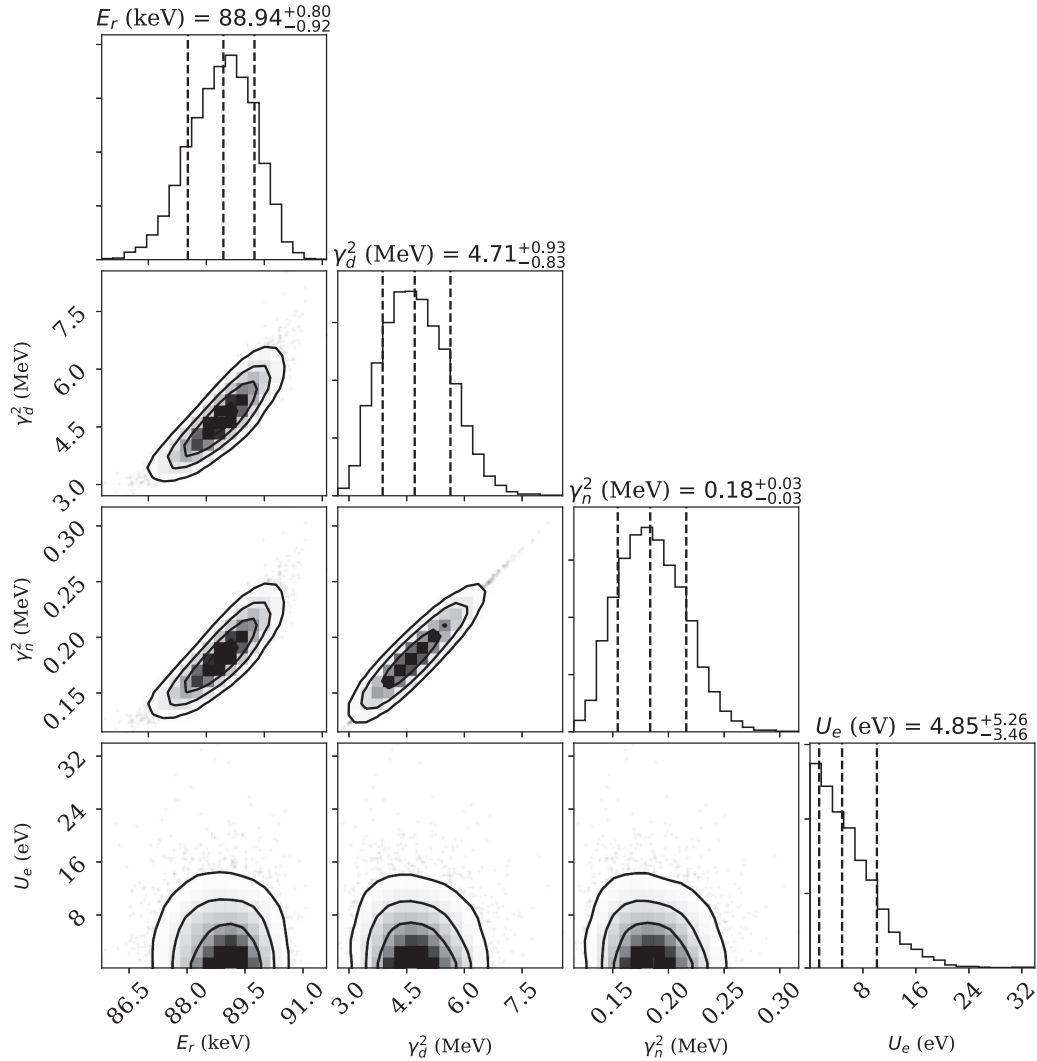 E_r (keV) = 88.94^{+0.80}_{-0.92}
γ_d^2 (MeV) = 4.71^{+0.93}_{-0.83}
7.5
6.0
4.5
3.0
γ_d^2 (MeV)
γ_n^2 (MeV) = 0.18^{+0.03}_{-0.03}
0.30
0.25
0.20
0.15
γ_n^2 (MeV)
U_e (eV) = 4.85^{+5.26}_{-3.46}
32
24
16
8
U_e (eV)
86.5 88.0 89.5 91.0 3.0 4.5 6.0 7.5 0.15 0.20 0.25 0.30 8 16 24 32
E_r (keV) γ_d^2 (MeV) γ_n^2 (MeV) U_e (eV)